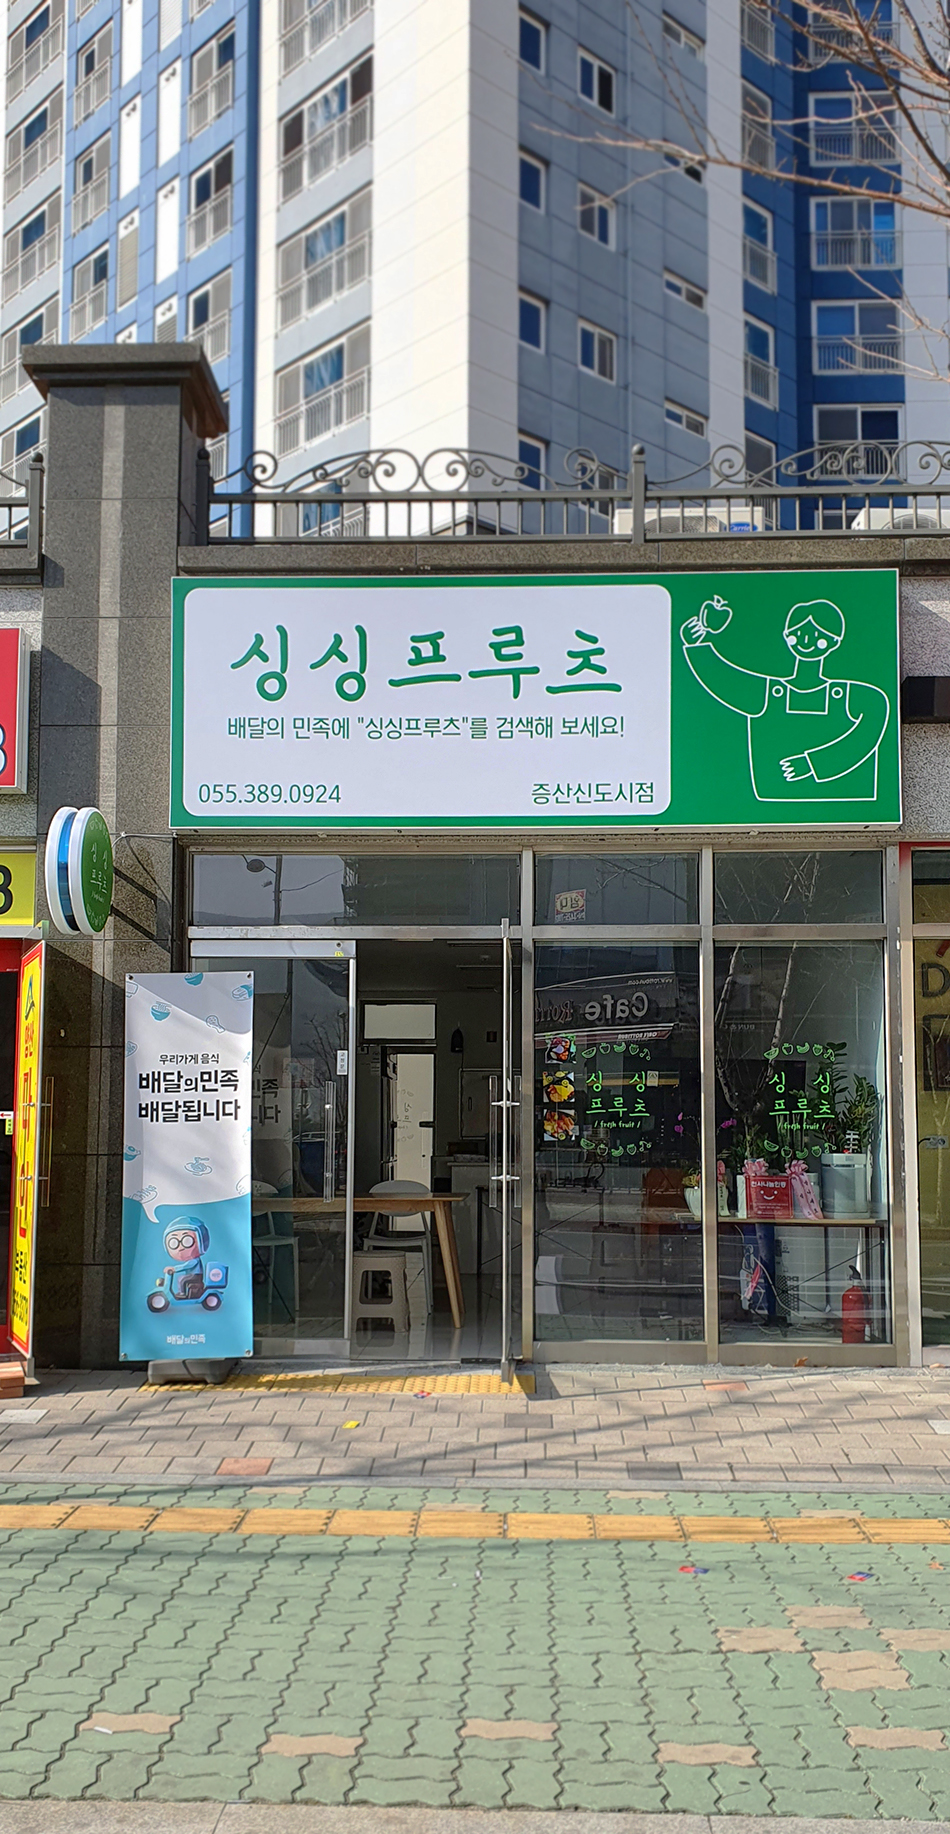 싱싱프루츠
배달의 민족에 "싱싱프루츠"를 검색해 보세요!
055.389.0924
증산신도시점
싱 싱
프루츠
우리가게 음식
배달의민족
배달됩니다
배달의민족
Cafe
싱 싱
프루츠
/ fresh fruit /
싱 싱
프루츠
/ fresh fruit /